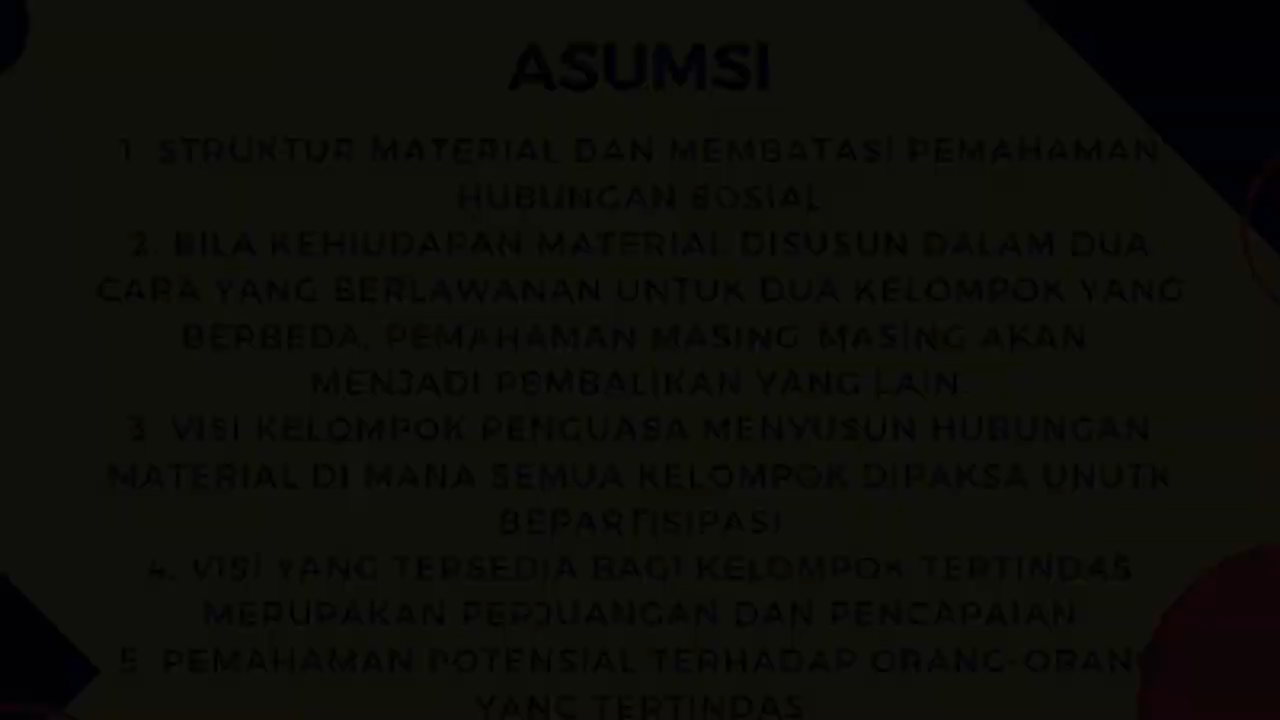 ASUMSI
1. STRUKTUR MATERIAL DAN MEMBATASI PEMAHAMAN
HUBUNGAN SOSIAL
2. BILA KEHIUDAPAN MATERIAL DISUSUN DALAM DUA
CARA YANG BERLAWANAN UNTUK DUA KELOMPOK YANG
BERBEDA, PEMAHAMAN MASING MASING AKAN
MENJADI PEMBALIKAN YANG LAIN.
3. VISI KELOMPOK PENGUASA MENYUSUN HUBUNGAN
MATERIAL DI MANA SEMUA KELOMPOK DIPAKSA UNUTK
BEPARTISIPASI
4. VISI YANG TERSEDIA BAGI KELOMPOK TERTINDAS
MERUPAKAN PERJUANGAN DAN PENCAPAIAN
5. PEMAHAMAN POTENSIAL TERHADAP ORANG-ORANG
YANG TERTINDAS